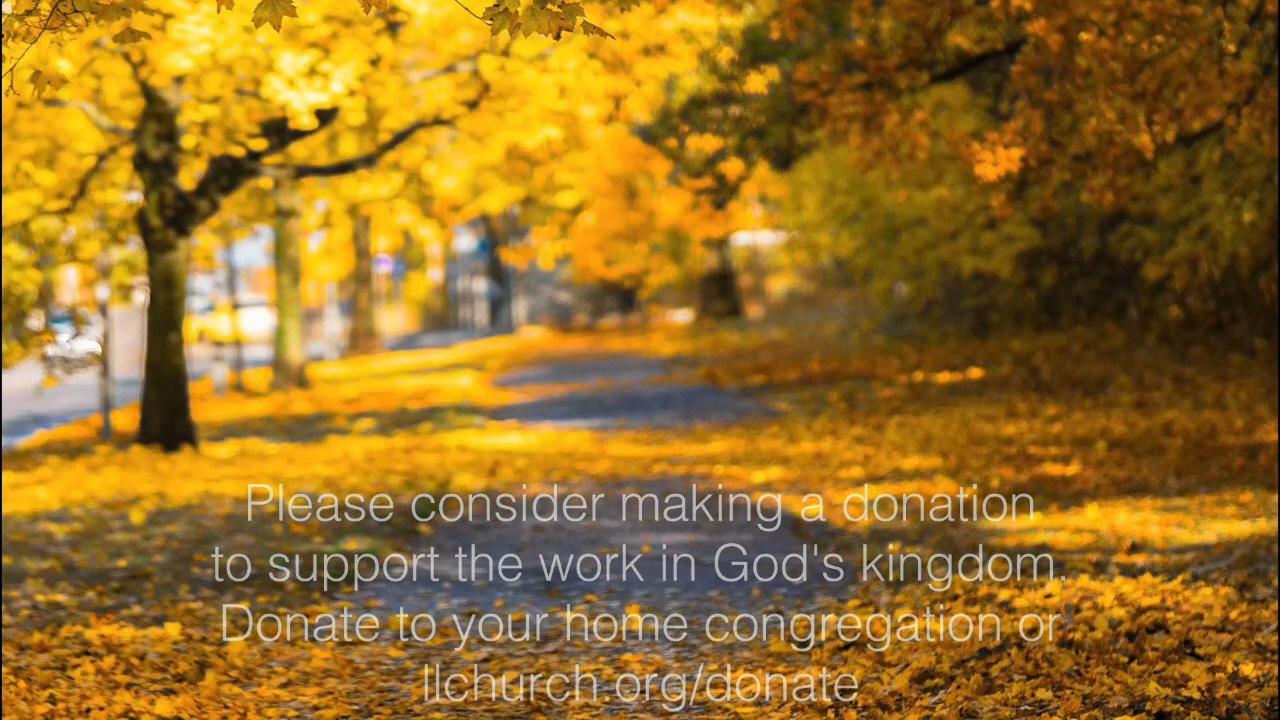 Please consider making a donation
to support the work in God's kingdom.
Donate to your home congregation or
llchurch.org/donate